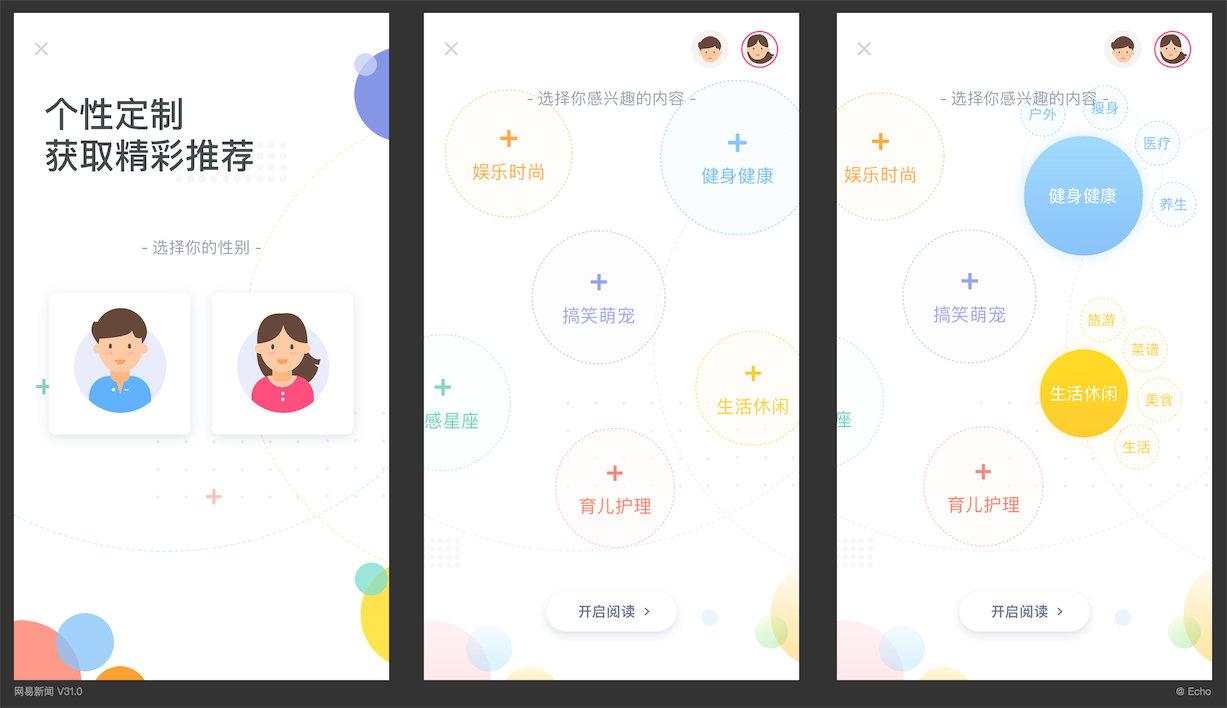 个性定制
获取精彩推荐
- 选择你的性别 -
- 选择你感兴趣的内容 -
娱乐时尚
健身健康
搞笑萌宠
感星座
生活休闲
育儿护理
开启阅读
- 选择你感兴趣的内容 -
户外
瘦身
医疗
娱乐时尚
健身健康
养生
搞笑萌宠
旅游
菜谱
生活休闲
美食
座
生活
育儿护理
开启阅读
网易新闻 V31.0
@ Echo